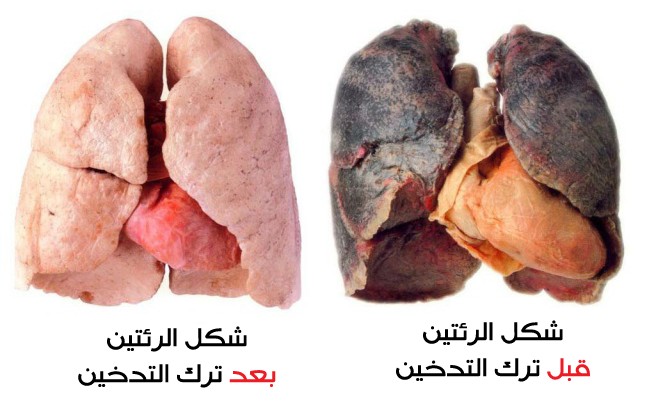 شكل الرئتين
قبل ترك التدخين
شكل الرئتين
بعد ترك التدخين